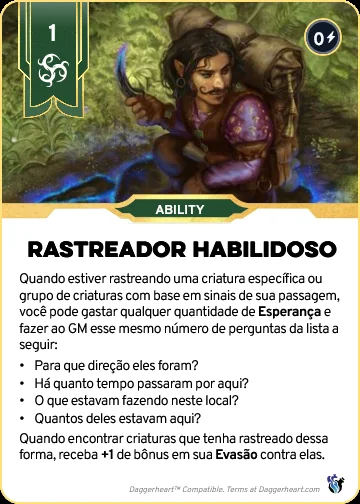 1
0
ABILITY
RASTREADOR HABILIDOSO
Quando estiver rastreando uma criatura específica ou
grupo de criaturas com base em sinais de sua passagem,
você pode gastar qualquer quantidade de Esperança e
fazer ao GM esse mesmo número de perguntas da lista a
seguir:
• Para que direção eles foram?
• Há quanto tempo passaram por aqui?
• O que estavam fazendo neste local?
• Quantos deles estavam aqui?
Quando encontrar criaturas que tenha rastreado dessa
forma, receba +1 de bônus em sua Evasão contra elas.
Daggerheart™ Compatible. Terms at Daggerheart.com